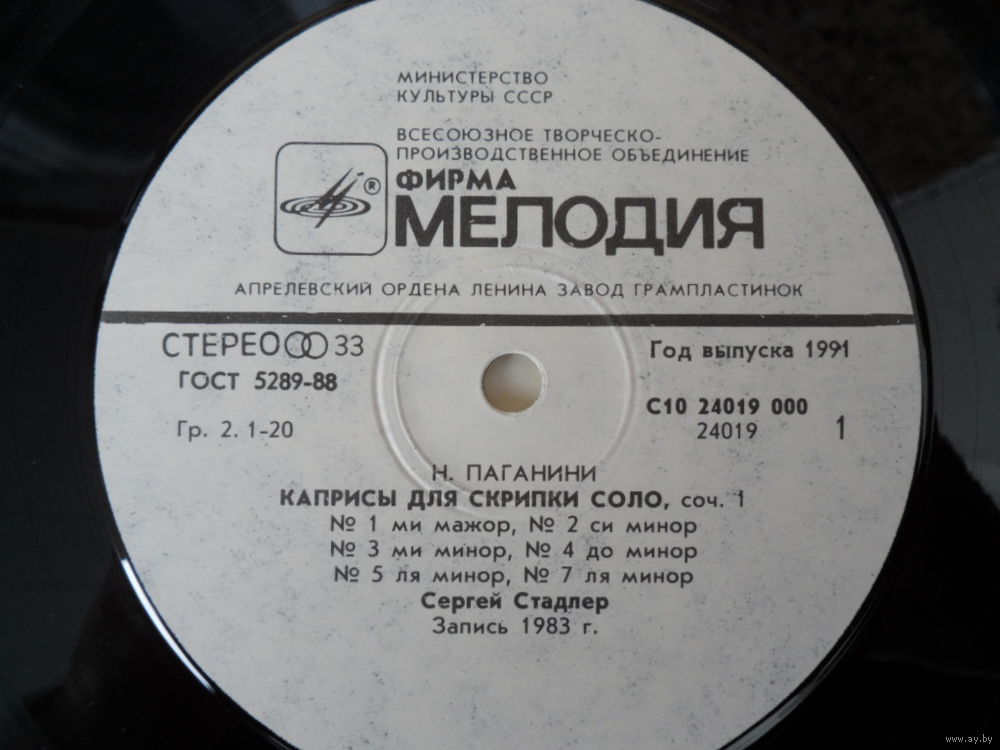 МИНИСТЕРСТВО
КУЛЬТУРЫ СССР
ВСЕСОЮЗНОЕ ТВОРЧЕСКО-
ПРОИЗВОДСТВЕННОЕ ОБЪЕДИНЕНИЕ
®
ФИРМА
МЕЛОДИЯ
АПРЕЛЕВСКИЙ ОРДЕНА ЛЕНИНА ЗАВОД ГРАМПЛАСТИНОК
СТЕРЕО 33
ГОСТ 5289-88
Гр. 2. 1-20
Год выпуска 1991
С10 24019 000
24019 1
Н. ПАГАНИНИ
КАПРИСЫ ДЛЯ СКРИПКИ СОЛО, соч. 1
№ 1 ми мажор, № 2 си минор
№ 3 ми минор, № 4 до минор
№ 5 ля минор, № 7 ля минор
Сергей Стадлер
Запись 1983 г.
www.ay.by